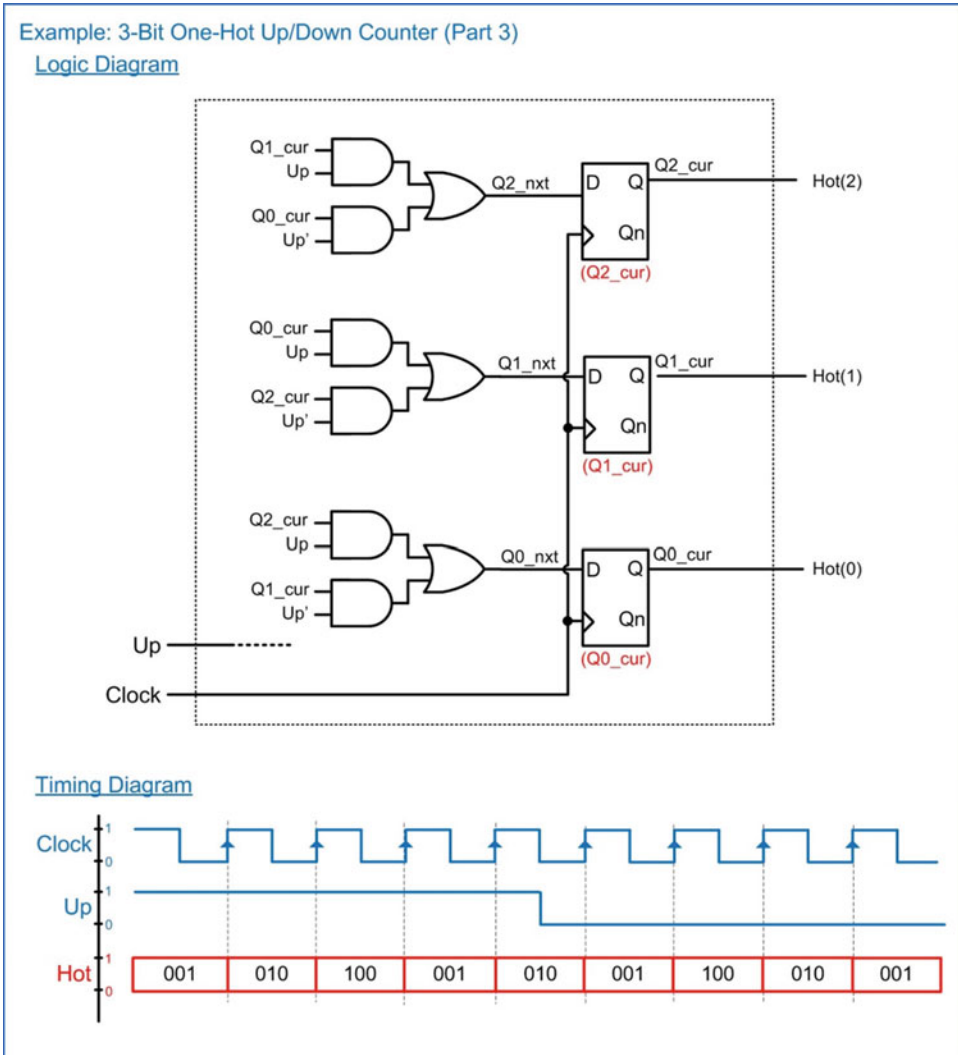 Example: 3-Bit One-Hot Up/Down Counter (Part 3)
Logic Diagram
Q1_cur
Up
Q0_cur
Up'
Q2_nxt
D Q
Qn
(Q2_cur)
Q2_cur
Hot(2)
Q0_cur
Up
Q2_cur
Up'
Q1_nxt
D Q
Qn
(Q1_cur)
Q1_cur
Hot(1)
Q2_cur
Up
Q1_cur
Up'
Q0_nxt
D Q
Qn
(Q0_cur)
Q0_cur
Hot(0)
Up
Clock
Timing Diagram
Clock 1 0
Up 1 0
Hot 1 0 001 010 100 001 010 001 100 010 001